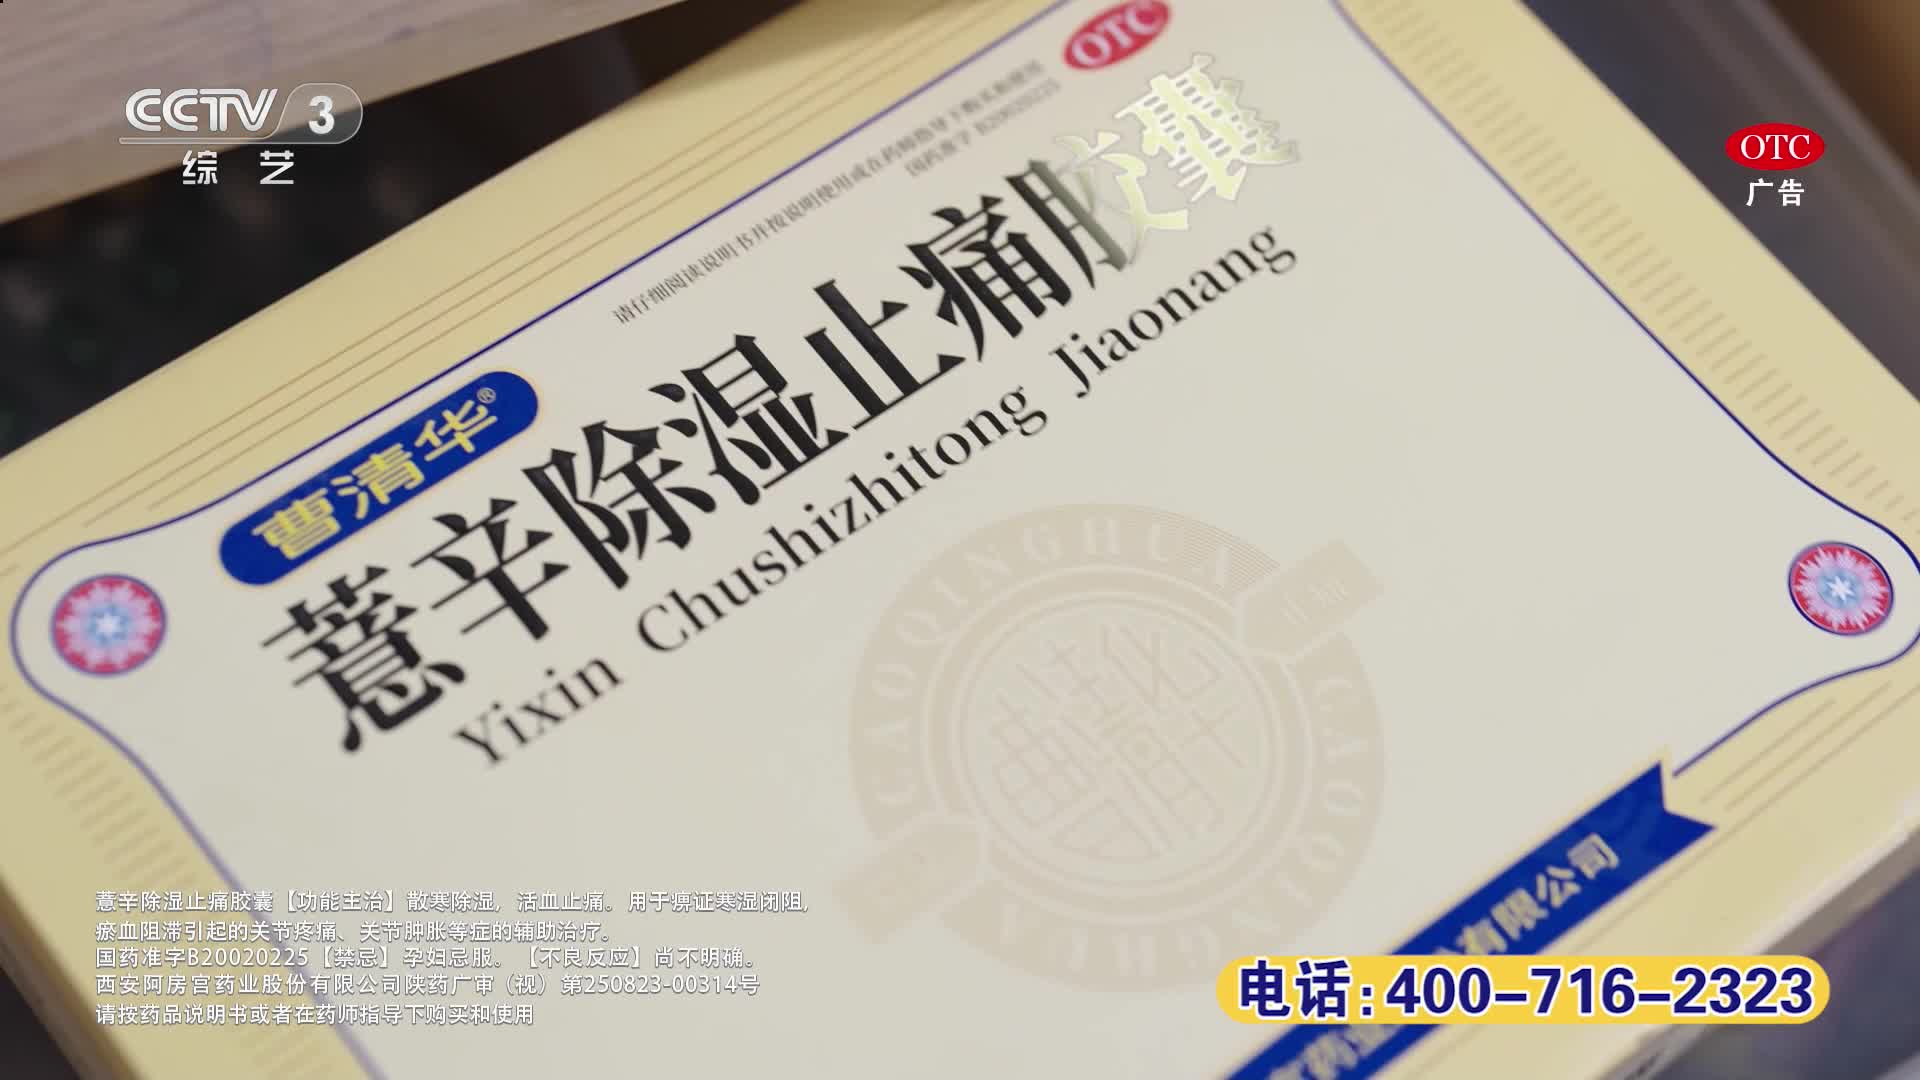 CCTV 3
综艺
OTC
广告
OTC
请仔细阅读说明书并按说明使用或在药师指导下购买和使用
国药准字 B20020225
曹清华®
薏辛除湿止痛胶囊
Yixin Chushizhitong Jiaonang
CAOQINGHUA
有限公司
薏辛除湿止痛胶囊【功能主治】散寒除湿，活血止痛。用于痹证寒湿闭阻,
瘀血阻滞引起的关节疼痛、关节肿胀等症的辅助治疗。
国药准字B20020225【禁忌】孕妇忌服。【不良反应】尚不明确。
西安阿房宫药业股份有限公司陕药广审（视）第250823-00314号
请按药品说明书或者在药师指导下购买和使用
电话:400-716-2323